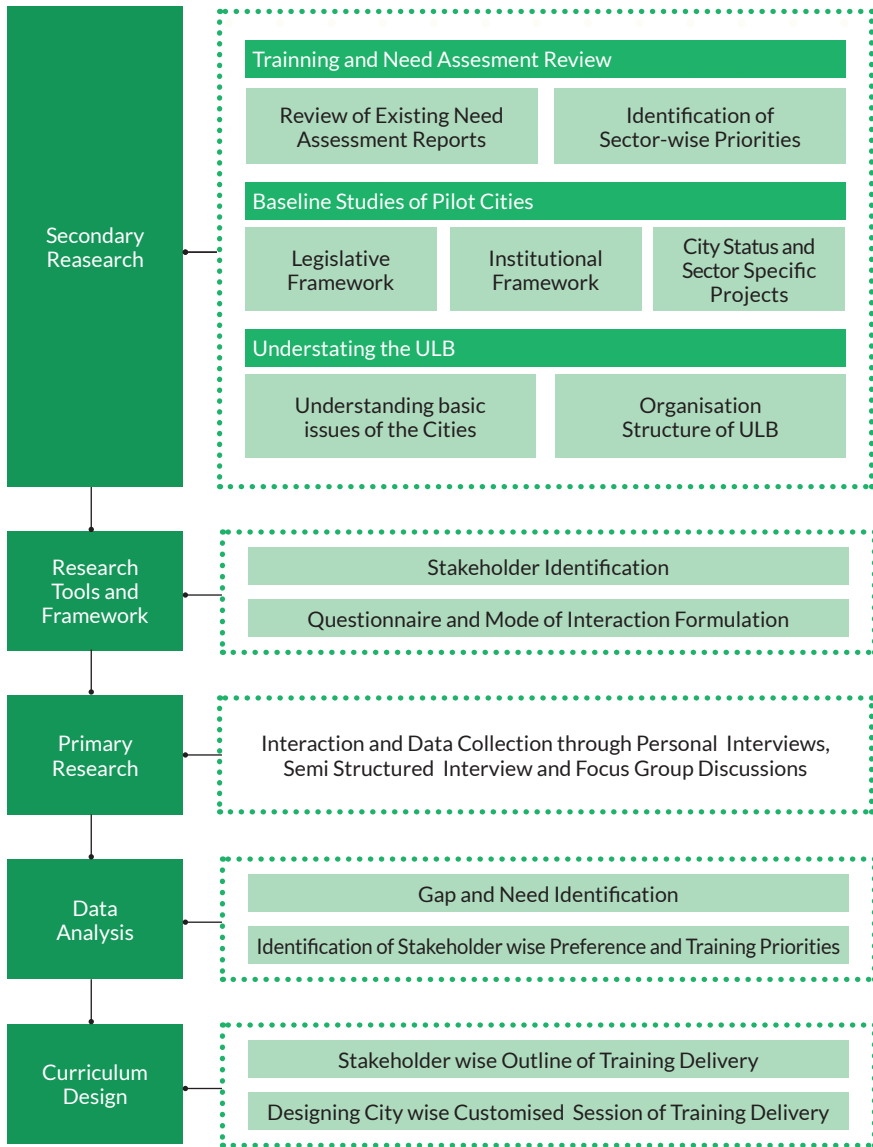 Secondary
Reasearch
Trainning and Need Assesment Review
Review of Existing Need
Assessment Reports
Identification of
Sector-wise Priorities
Baseline Studies of Pilot Cities
Legislative
Framework
Institutional
Framework
City Status and
Sector Specific
Projects
Understating the ULB
Understanding basic
issues of the Cities
Organisation
Structure of ULB
Research
Tools and
Framework
Stakeholder Identification
Questionnaire and Mode of Interaction Formulation
Primary
Research
Interaction and Data Collection through Personal Interviews,
Semi Structured Interview and Focus Group Discussions
Data
Analysis
Gap and Need Identification
Identification of Stakeholder wise Preference and Training Priorities
Curriculum
Design
Stakeholder wise Outline of Training Delivery
Designing City wise Customised Session of Training Delivery